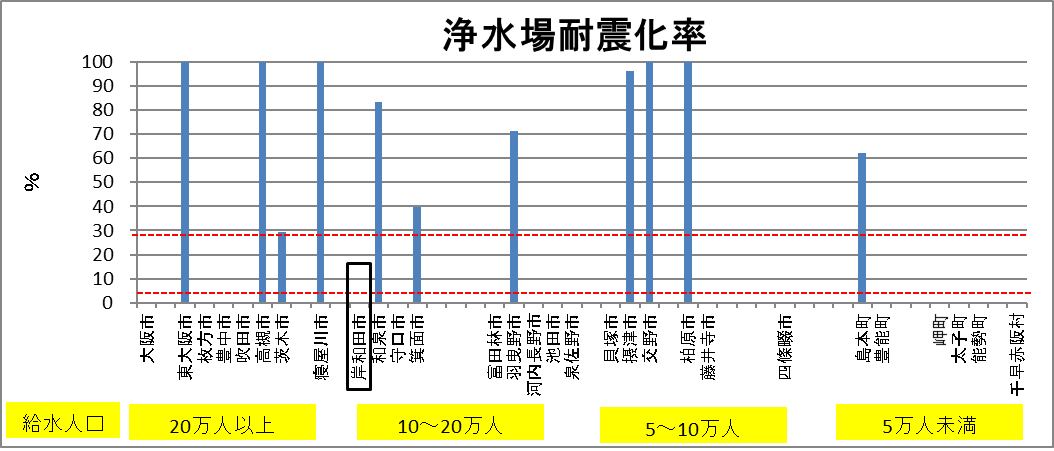 浄水場耐震化率
%
100
90
80
70
60
50
40
30
20
10
0
大阪市
東大阪市
枚方市
豊中市
吹田市
高槻市
茨木市
寝屋川市
岸和田市
和泉市
守口市
箕面市
富田林市
羽曳野市
河内長野市
池田市
泉佐野市
貝塚市
摂津市
交野市
柏原市
藤井寺市
四條畷市
島本町
豊能町
岬町
太子町
能勢町
千早赤阪村
給水人口
20万人以上
10～20万人
5～10万人
5万人未満